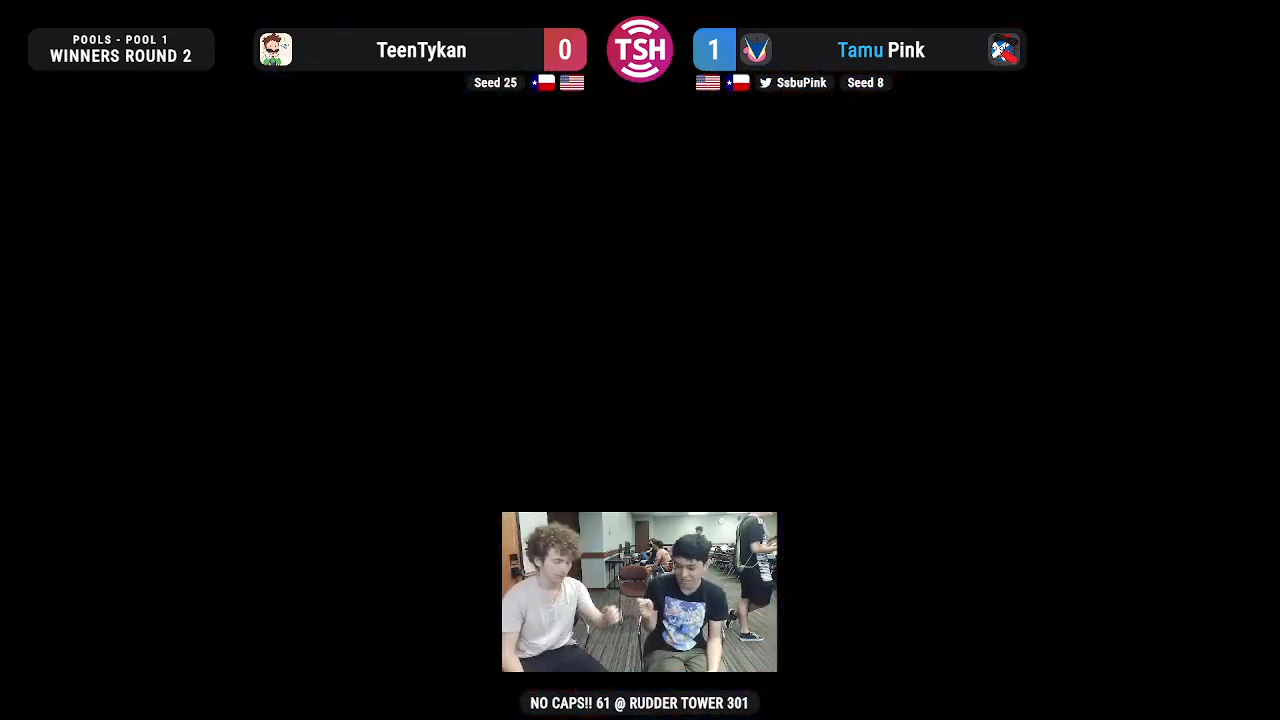 POOLS - POOL 1
WINNERS ROUND 2
TeenTykan
0
TSH
1
Tamu Pink
Seed 25
SsbuPink
Seed 8
NO CAPS!! 61 @ RUDDER TOWER 301